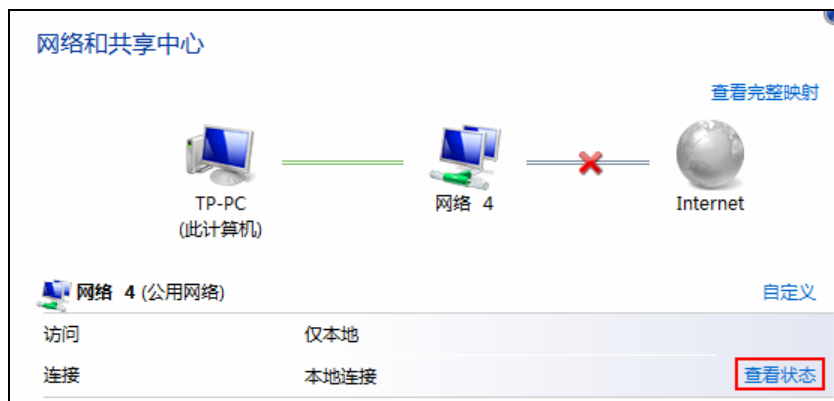 网络和共享中心
查看完整映射
TP-PC
(此计算机)
网络 4
Internet
网络 4 (公用网络)
自定义
访问
仅本地
连接
本地连接
查看状态